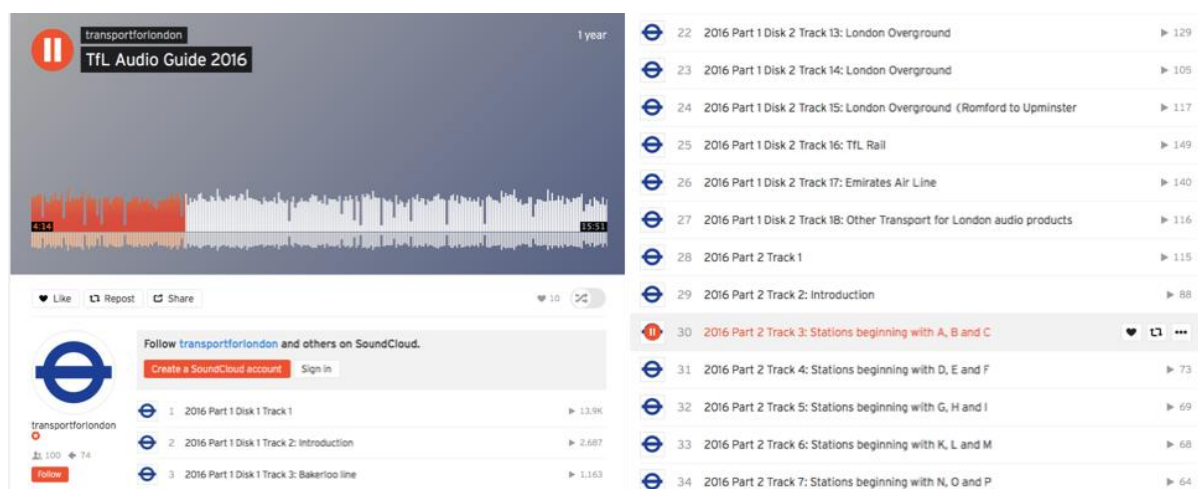 transportforlondon
1 year
TfL Audio Guide 2016
4:14
15:51
Like Repost Share
10
Follow transportforlondon and others on SoundCloud.
Create a SoundCloud account Sign in
transportforlondon
100 74
Follow
1 2016 Part 1 Disk 1 Track 1 13.9K
2 2016 Part 1 Disk 1 Track 2: Introduction 2,687
3 2016 Part 1 Disk 1 Track 3: Bakerloo line 1,163
22 2016 Part 1 Disk 2 Track 13: London Overground 129
23 2016 Part 1 Disk 2 Track 14: London Overground 105
24 2016 Part 1 Disk 2 Track 15: London Overground (Romford to Upminster 117
25 2016 Part 1 Disk 2 Track 16: TfL Rail 149
26 2016 Part 1 Disk 2 Track 17: Emirates Air Line 140
27 2016 Part 1 Disk 2 Track 18: Other Transport for London audio products 116
28 2016 Part 2 Track 1 115
29 2016 Part 2 Track 2: Introduction 88
30 2016 Part 2 Track 3: Stations beginning with A, B and C
31 2016 Part 2 Track 4: Stations beginning with D, E and F 73
32 2016 Part 2 Track 5: Stations beginning with G, H and I 69
33 2016 Part 2 Track 6: Stations beginning with K, L and M 68
34 2016 Part 2 Track 7: Stations beginning with N, O and P 64